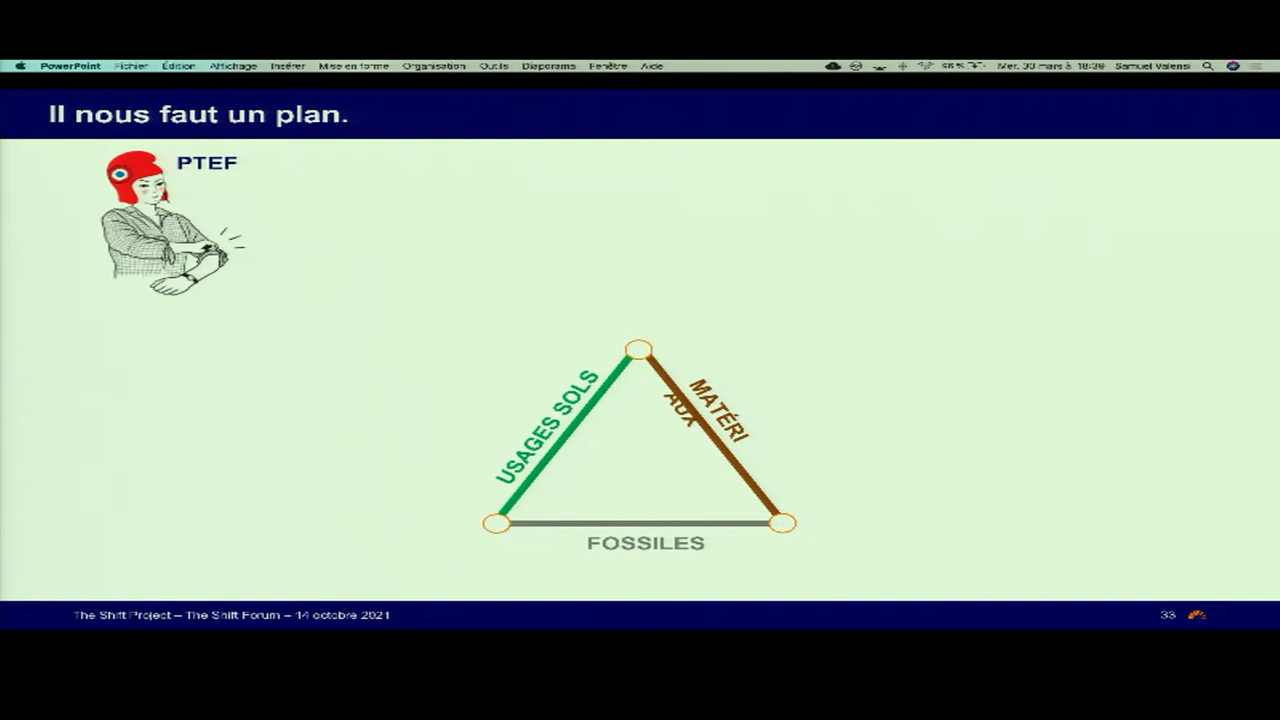 PowerPoint Fichier Édition Affichage Insérer Mise en forme Organisation Outils Diaporama Fenêtre Aide
Mer. 30 mars à 18:39 Samuel Valensi
Il nous faut un plan.
PTEF
USAGES SOLS
MATÉRI
AUX
FOSSILES
The Shift Project – The Shift Forum – 14 octobre 2021
33